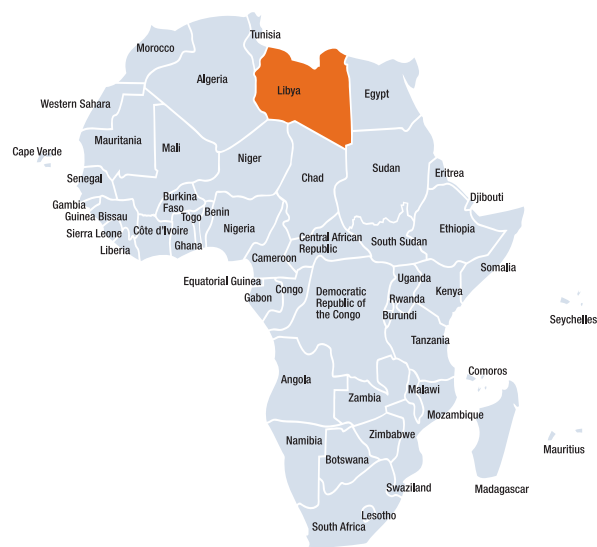 Tunisia
Morocco
Algeria
Libya
Egypt
Western Sahara
Mauritania
Mali
Cape Verde
Niger
Chad
Sudan
Eritrea
Senegal
Djibouti
Gambia
Burkina
Faso
Benin
Guinea Bissau
Togo
Sierra Leone
Côte d'Ivoire
Nigeria
Ethiopia
Liberia
Ghana
Central African
Republic
South Sudan
Cameroon
Somalia
Equatorial Guinea
Congo
Gabon
Democratic
Republic of
the Congo
Uganda
Kenya
Rwanda
Burundi
Seychelles
Tanzania
Comoros
Angola
Malawi
Zambia
Mozambique
Namibia
Zimbabwe
Mauritius
Botswana
Swaziland
Madagascar
Lesotho
South Africa